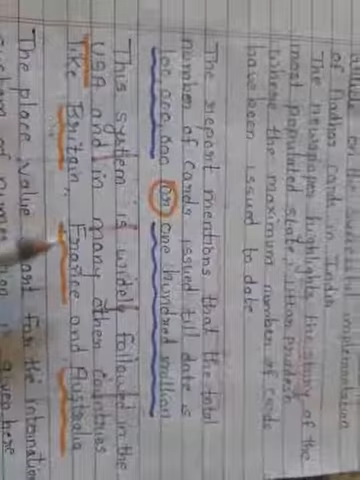 of Aadhar cards in India
The newspaper highlights the story of the
most populated state uttar pradesh
where the maximum number of cards
have been issued to date
The report mentions that the total
number of cards issued till date is
100,000,000 (or) one hundred million
This system is widely followed in the
USA and in many other countries
like Britain, France and Australia
The place value for the